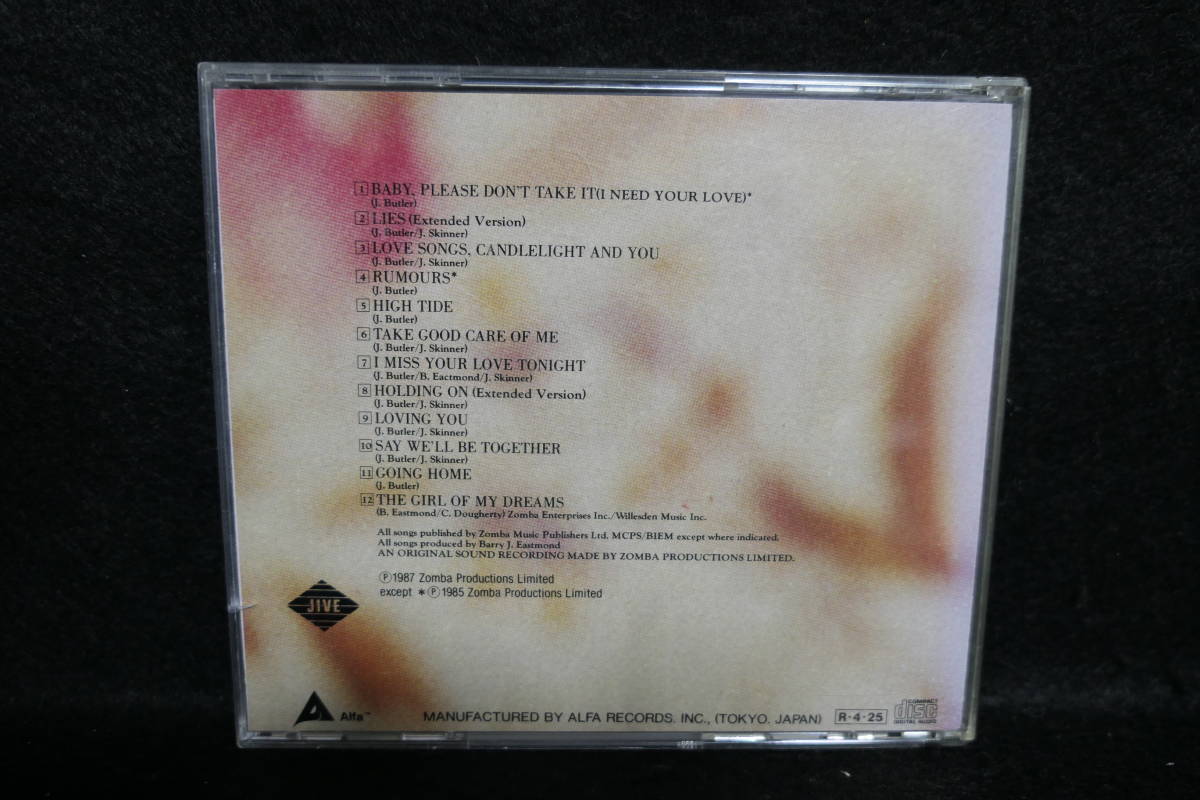 1 BABY, PLEASE DON'T TAKE IT(I NEED YOUR LOVE)*
(J. Butler)
2 LIES (Extended Version)
(J. Butler/J. Skinner)
3 LOVE SONGS, CANDLELIGHT AND YOU
(J. Butler/J. Skinner)
4 RUMOURS*
(J. Butler)
5 HIGH TIDE
(J. Butler)
6 TAKE GOOD CARE OF ME
(J. Butler/J. Skinner)
7 I MISS YOUR LOVE TONIGHT
(J. Butler/B. Eactmond/J. Skinner)
8 HOLDING ON (Extended Version)
(J. Butler/J. Skinner)
9 LOVING YOU
(J. Butler/J. Skinner)
10 SAY WE'LL BE TOGETHER
(J. Butler/J. Skinner)
11 GOING HOME
(J. Butler)
12 THE GIRL OF MY DREAMS
(B. Eastmond/C. Dougherty) Zomba Enterprises Inc./Willesden Music Inc.
All songs published by Zomba Music Publishers Ltd. MCPS/BIEM except where indicated.
All songs produced by Barry J. Eastmond
AN ORIGINAL SOUND RECORDING MADE BY ZOMBA PRODUCTIONS LIMITED.
Ⓟ1987 Zomba Productions Limited
except *Ⓟ1985 Zomba Productions Limited
JIVE
Alfa™
MANUFACTURED BY ALFA RECORDS. INC., (TOKYO. JAPAN)
R·4·25
COMPACT
disc
DIGITAL AUDIO